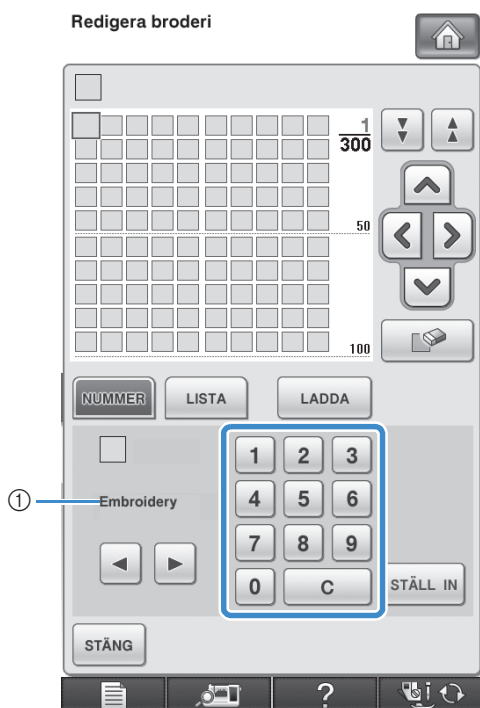 Redigera broderi
1
300
50
100
NUMMER LISTA LADDA
1 2 3
① Embroidery 4 5 6
7 8 9
0 C STÄLL IN
STÄNG
?